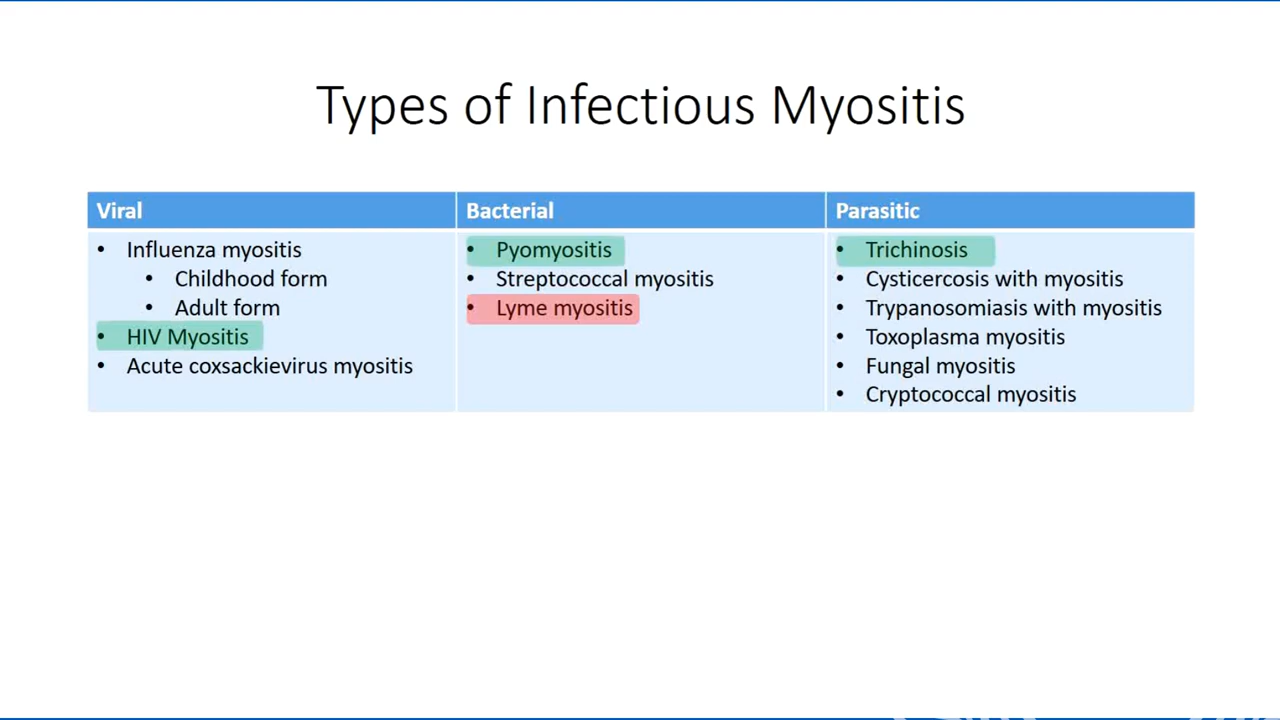 Types of Infectious Myositis
Viral
• Influenza myositis
• Childhood form
• Adult form
• HIV Myositis
• Acute coxsackievirus myositis
Bacterial
• Pyomyositis
• Streptococcal myositis
• Lyme myositis
Parasitic
• Trichinosis
• Cysticercosis with myositis
• Trypanosomiasis with myositis
• Toxoplasma myositis
• Fungal myositis
• Cryptococcal myositis